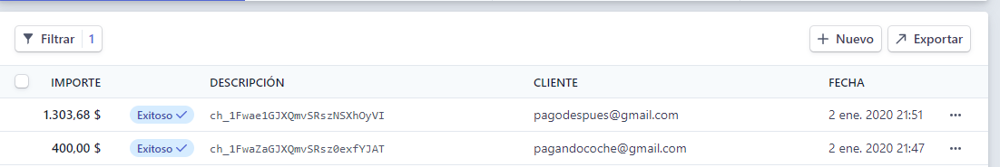 Filtrar 1 Nuevo Exportar
IMPORTE DESCRIPCIÓN CLIENTE FECHA
1.303,68 $ Exitoso ch_1Fwae1GJXQmvSRszNSXhOyVI pagodespues@gmail.com 2 ene. 2020 21:51
400,00 $ Exitoso ch_1FwaZaGJXQmvSRsz0exfYJAT pagandocoche@gmail.com 2 ene. 2020 21:47